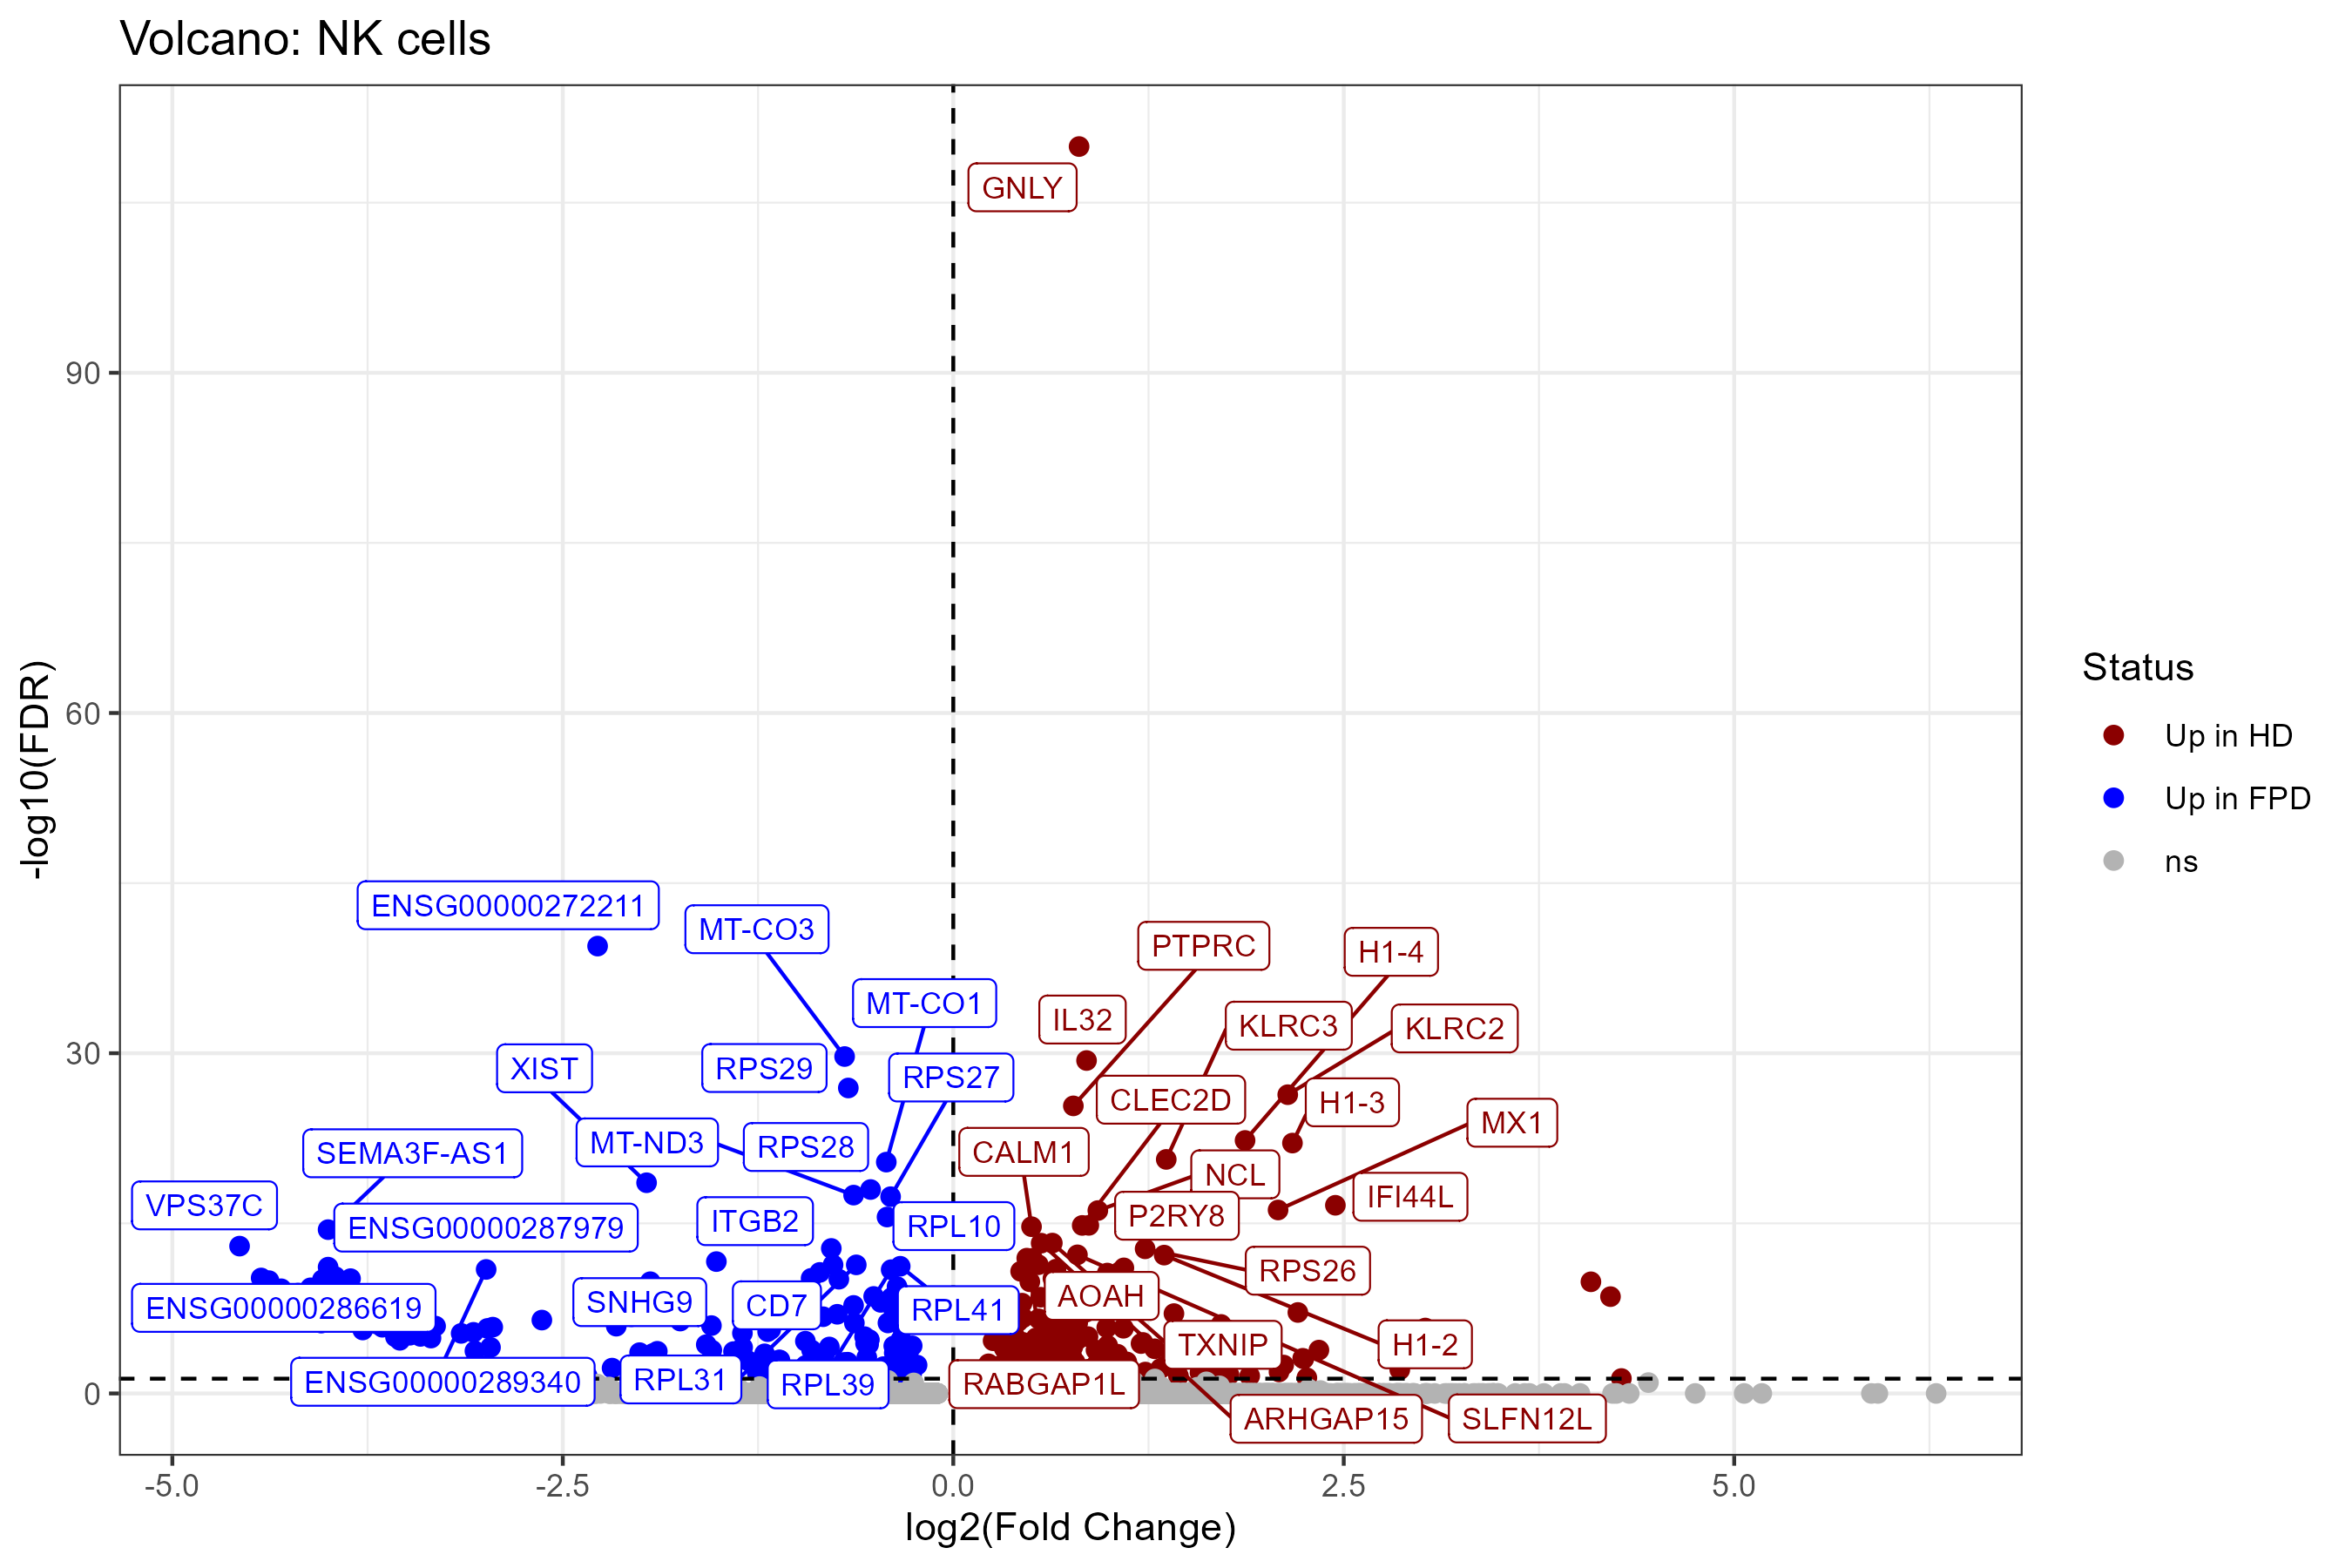 Volcano: NK cells
GNLY
90
60
30
0
-log10(FDR)
ENSG00000272211
MT-CO3
PTPRC
H1-4
MT-CO1
IL32
KLRC3
KLRC2
XIST
RPS29
RPS27
CLEC2D
H1-3
MX1
SEMA3F-AS1
MT-ND3
RPS28
CALM1
NCL
VPS37C
IFI44L
ENSG00000287979
ITGB2
RPL10
P2RY8
RPS26
ENSG00000286619
SNHG9
CD7
RPL41
AOAH
TXNIP
H1-2
ENSG00000289340
RPL31
RPL39
RABGAP1L
ARHGAP15
SLFN12L
-5.0
-2.5
0.0
2.5
5.0
log2(Fold Change)
Status
Up in HD
Up in FPD
ns